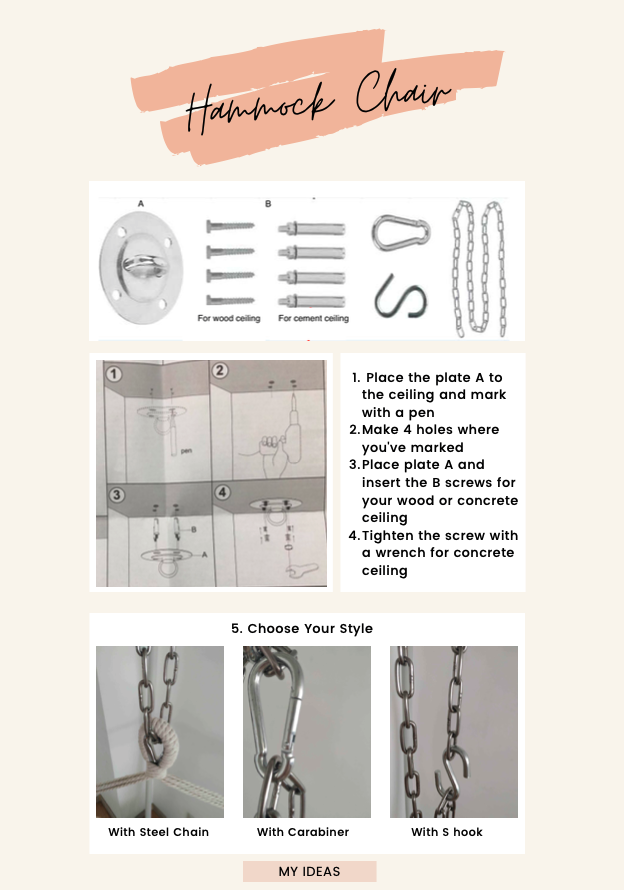 Hammock Chair
A
B
For wood ceiling
For cement ceiling
1
2
pen
3
B
A
4
1. Place the plate A to
the ceiling and mark
with a pen
2.Make 4 holes where
you've marked
3.Place plate A and
insert the B screws for
your wood or concrete
ceiling
4.Tighten the screw with
a wrench for concrete
ceiling
5. Choose Your Style
With Steel Chain
With Carabiner
With S hook
MY IDEAS